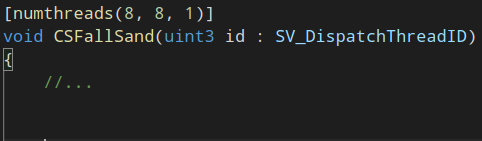 [numthreads(8, 8, 1)]
void CSFallSand(uint3 id : SV_DispatchThreadID)
{
//...